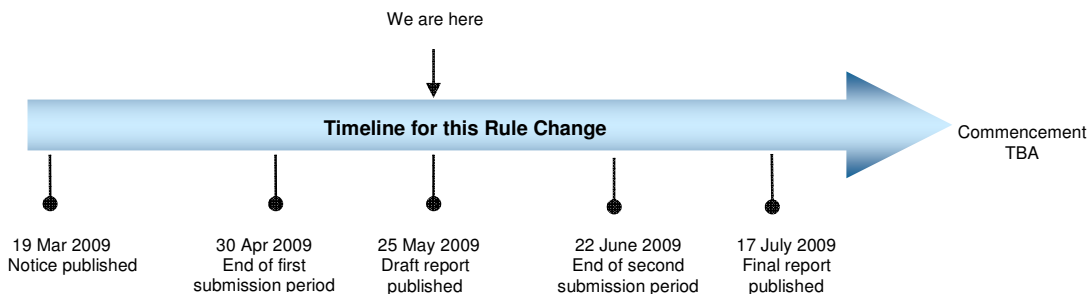 We are here
Timeline for this Rule Change
Commencement
TBA
19 Mar 2009
Notice published
30 Apr 2009
End of first
submission period
25 May 2009
Draft report
published
22 June 2009
End of second
submission period
17 July 2009
Final report
published